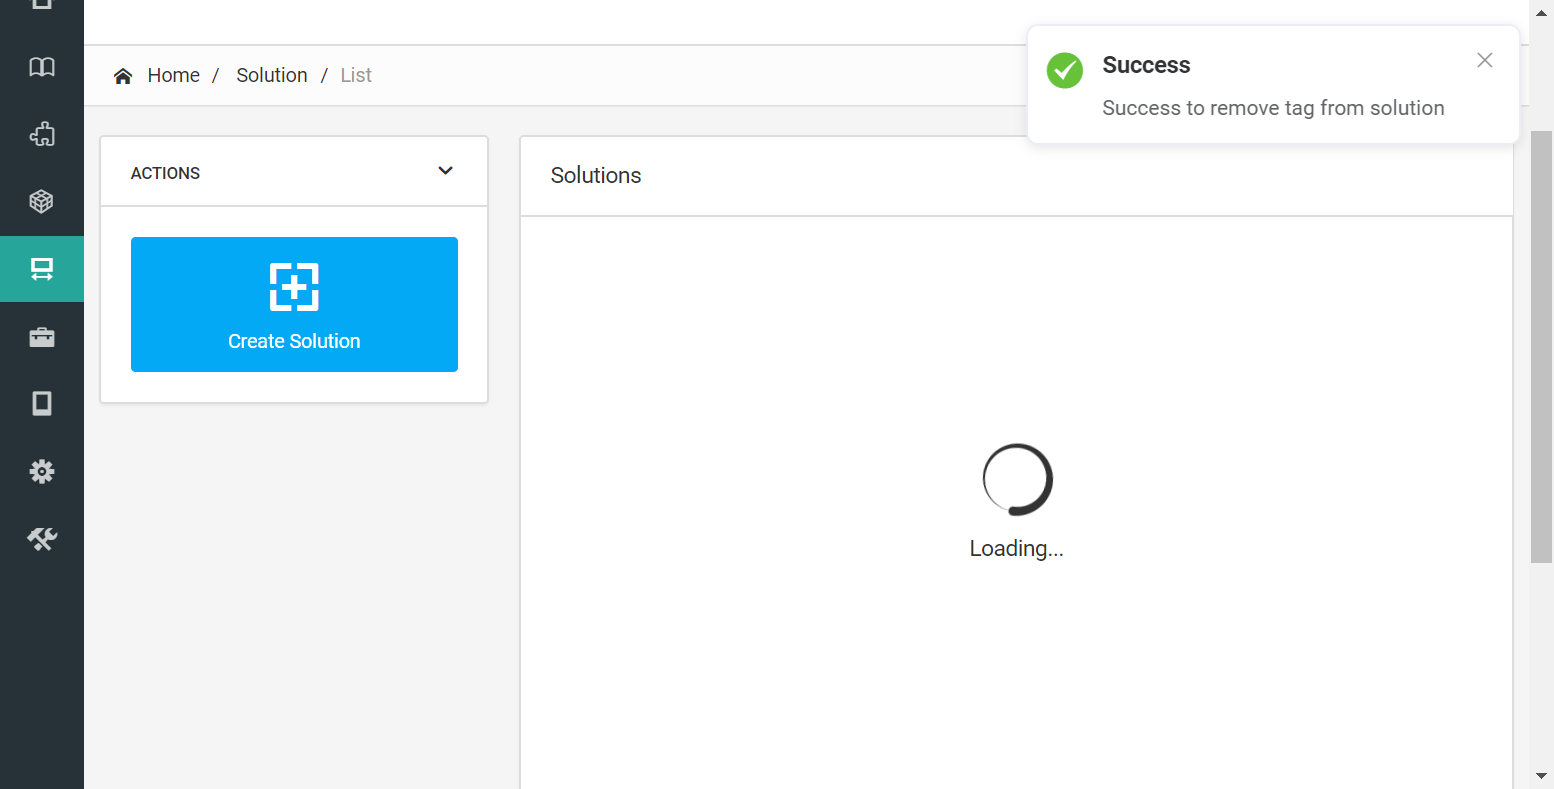 Home / Solution / List
Success
Success to remove tag from solution
ACTIONS
Create Solution
Solutions
Loading...